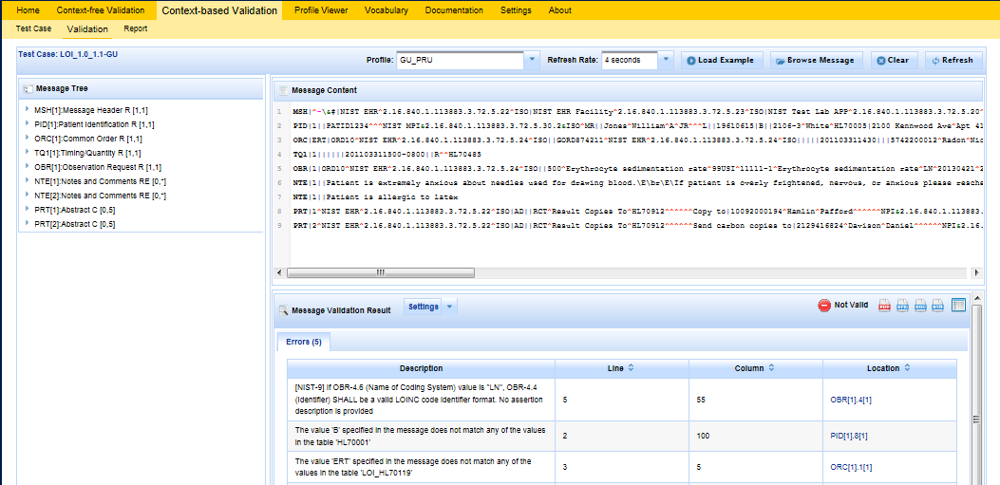 Home Context-free Validation Context-based Validation Profile Viewer Vocabulary Documentation Settings About
Test Case Validation Report
Test Case: LOI_1.0_1.1-GU
Profile: GU_PRU Refresh Rate: 4 seconds Load Example Browse Message Clear Refresh
Message Tree
MSH[1]:Message Header R [1,1]
PID[1]:Patient Identification R [1,1]
ORC[1]:Common Order R [1,1]
TQ1[1]:Timing/Quantity R [1,1]
OBR[1]:Observation Request R [1,1]
NTE[1]:Notes and Comments RE [0,*]
NTE[2]:Notes and Comments RE [0,*]
PRT[1]:Abstract C [0,5]
PRT[2]:Abstract C [0,5]
Message Content
1 MSH|^~\&#|NIST EHR^2.16.840.1.113883.3.72.5.22^ISO|NIST EHR Facility^2.16.840.1.113883.3.72.5.23^ISO|NIST Test Lab APP^2.16.840.1.113883.3.72.5.20^
2 PID|1||PATID1234^^^NIST MPI&2.16.840.1.113883.3.72.5.30.2&ISO^MR||Jones^William^A^JR^^^L||19610615|B||2106-3^White^HL70005|2100 Kennwood Ave^Apt 41
3 ORC|ERT|ORD10^NIST EHR^2.16.840.1.113883.3.72.5.24^ISO||GORD874211^NIST EHR^2.16.840.1.113883.3.72.5.24^ISO||||||201103311430|||5742200012^Radon^Nic
4 TQ1|1||||||201103311500-0800||R^^HL70485
5 OBR|1|ORD10^NIST EHR^2.16.840.1.113883.3.72.5.24^ISO||500^Erythrocyte sedimentation rate^99USI^11111-1^Erythrocyte sedimentation rate^LN^20130421^2
6 NTE|1||Patient is extremely anxious about needles used for drawing blood.\E\br\E\If patient is overly frightened, nervous, or anxious please resche
7 NTE|1||Patient is allergic to latex
8 PRT|1^NIST EHR^2.16.840.1.113883.3.72.5.22^ISO|AD||RCT^Result Copies To^HL70912^^^^^^Copy to|10092000194^Hamlin^Pafford^^^^^^NPI&2.16.840.1.113883.
9 PRT|2^NIST EHR^2.16.840.1.113883.3.72.5.22^ISO|AD||RCT^Result Copies To^HL70912^^^^^^Send carbon copies to|2129416824^Davison^Daniel^^^^^^NPI&2.16.
Message Validation Result Settings Not Valid
Errors (5)
Description Line Column Location
[NIST-9] If OBR-4.6 (Name of Coding System) value is "LN", OBR-4.4
(Identifier) SHALL be a valid LOINC code identifier format. No assertion 5 55 OBR[1].4[1]
description is provided
The value 'B' specified in the message does not match any of the values 2 100 PID[1].8[1]
in the table 'HL70001'
The value 'ERT' specified in the message does not match any of the 3 5 ORC[1].1[1]
values in the table 'LOI_HL70119'